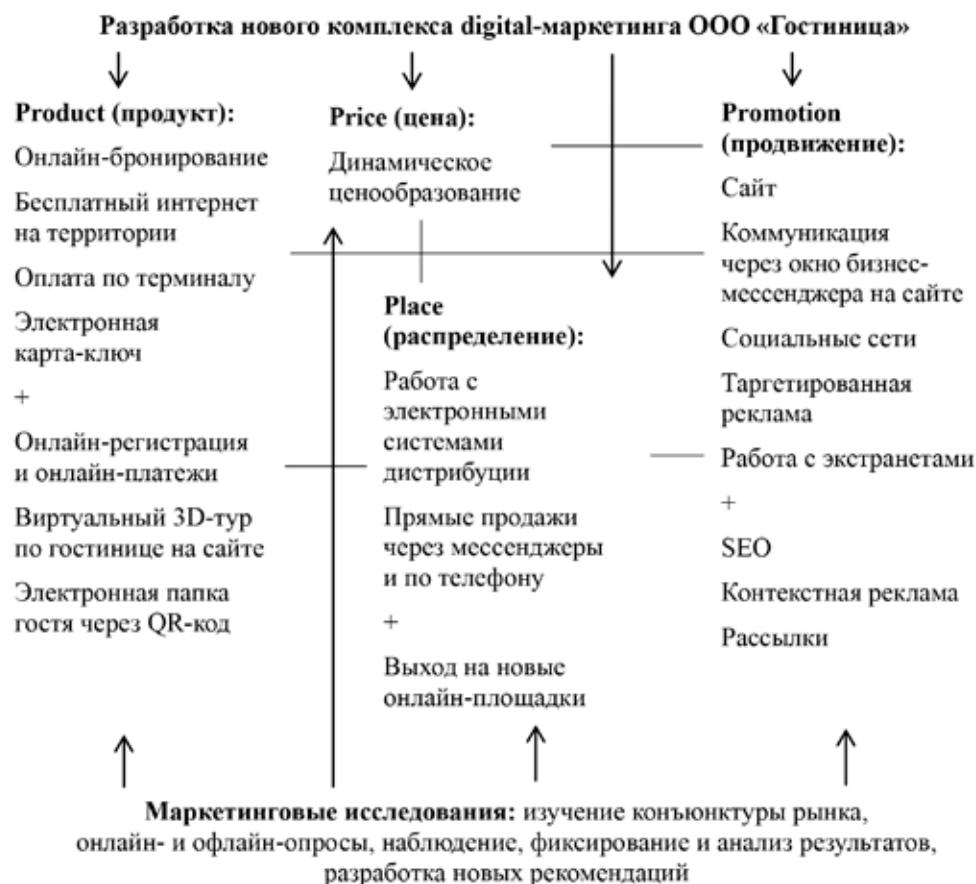 Разработка нового комплекса digital-маркетинга ООО «Гостиница»
Product (продукт):
Онлайн-бронирование
Бесплатный интернет
на территории
Оплата по терминалу
Электронная
карта-ключ
+
Онлайн-регистрация
и онлайн-платежи
Виртуальный 3D-тур
по гостинице на сайте
Электронная папка
гостя через QR-код
Price (цена):
Динамическое
ценообразование
Place
(распределение):
Работа с
электронными
системами
дистрибуции
Прямые продажи
через мессенджеры
и по телефону
+
Выход на новые
онлайн-площадки
Promotion
(продвижение):
Сайт
Коммуникация
через окно бизнес-
мессенджера на сайте
Социальные сети
Таргетированная
реклама
Работа с экстранетами
+
SEO
Контекстная реклама
Рассылки
Маркетинговые исследования: изучение конъюнктуры рынка,
онлайн- и офлайн-опросы, наблюдение, фиксирование и анализ результатов,
разработка новых рекомендаций